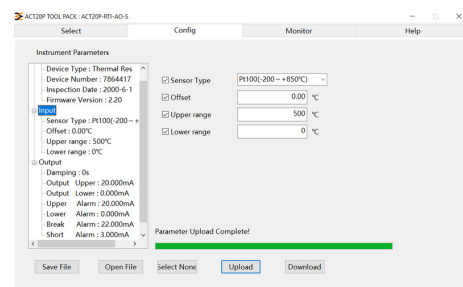 ACT20P TOOL PACK : ACT20P-RTI-AO-S
Select
Config
Monitor
Help
Instrument Parameters
Device Type : Thermal Res
Device Number : 7864417
Inspection Date : 2000-6-1
Firmware Version : 2.20
Input
Sensor Type : Pt100(-200 ~ +
Offset : 0.00℃
Upper range : 500℃
Lower range : 0℃
Output
Damping : 0s
Output Upper : 20.000mA
Output Lower : 0.000mA
Upper Alarm : 20.000mA
Lower Alarm : 0.000mA
Break Alarm : 22.000mA
Short Alarm : 3.000mA
Sensor Type Pt100(-200 ~ +850℃)
Offset 0.00 ℃
Upper range 500 ℃
Lower range 0 ℃
Parameter Upload Complete!
Save File
Open File
Select None
Upload
Download